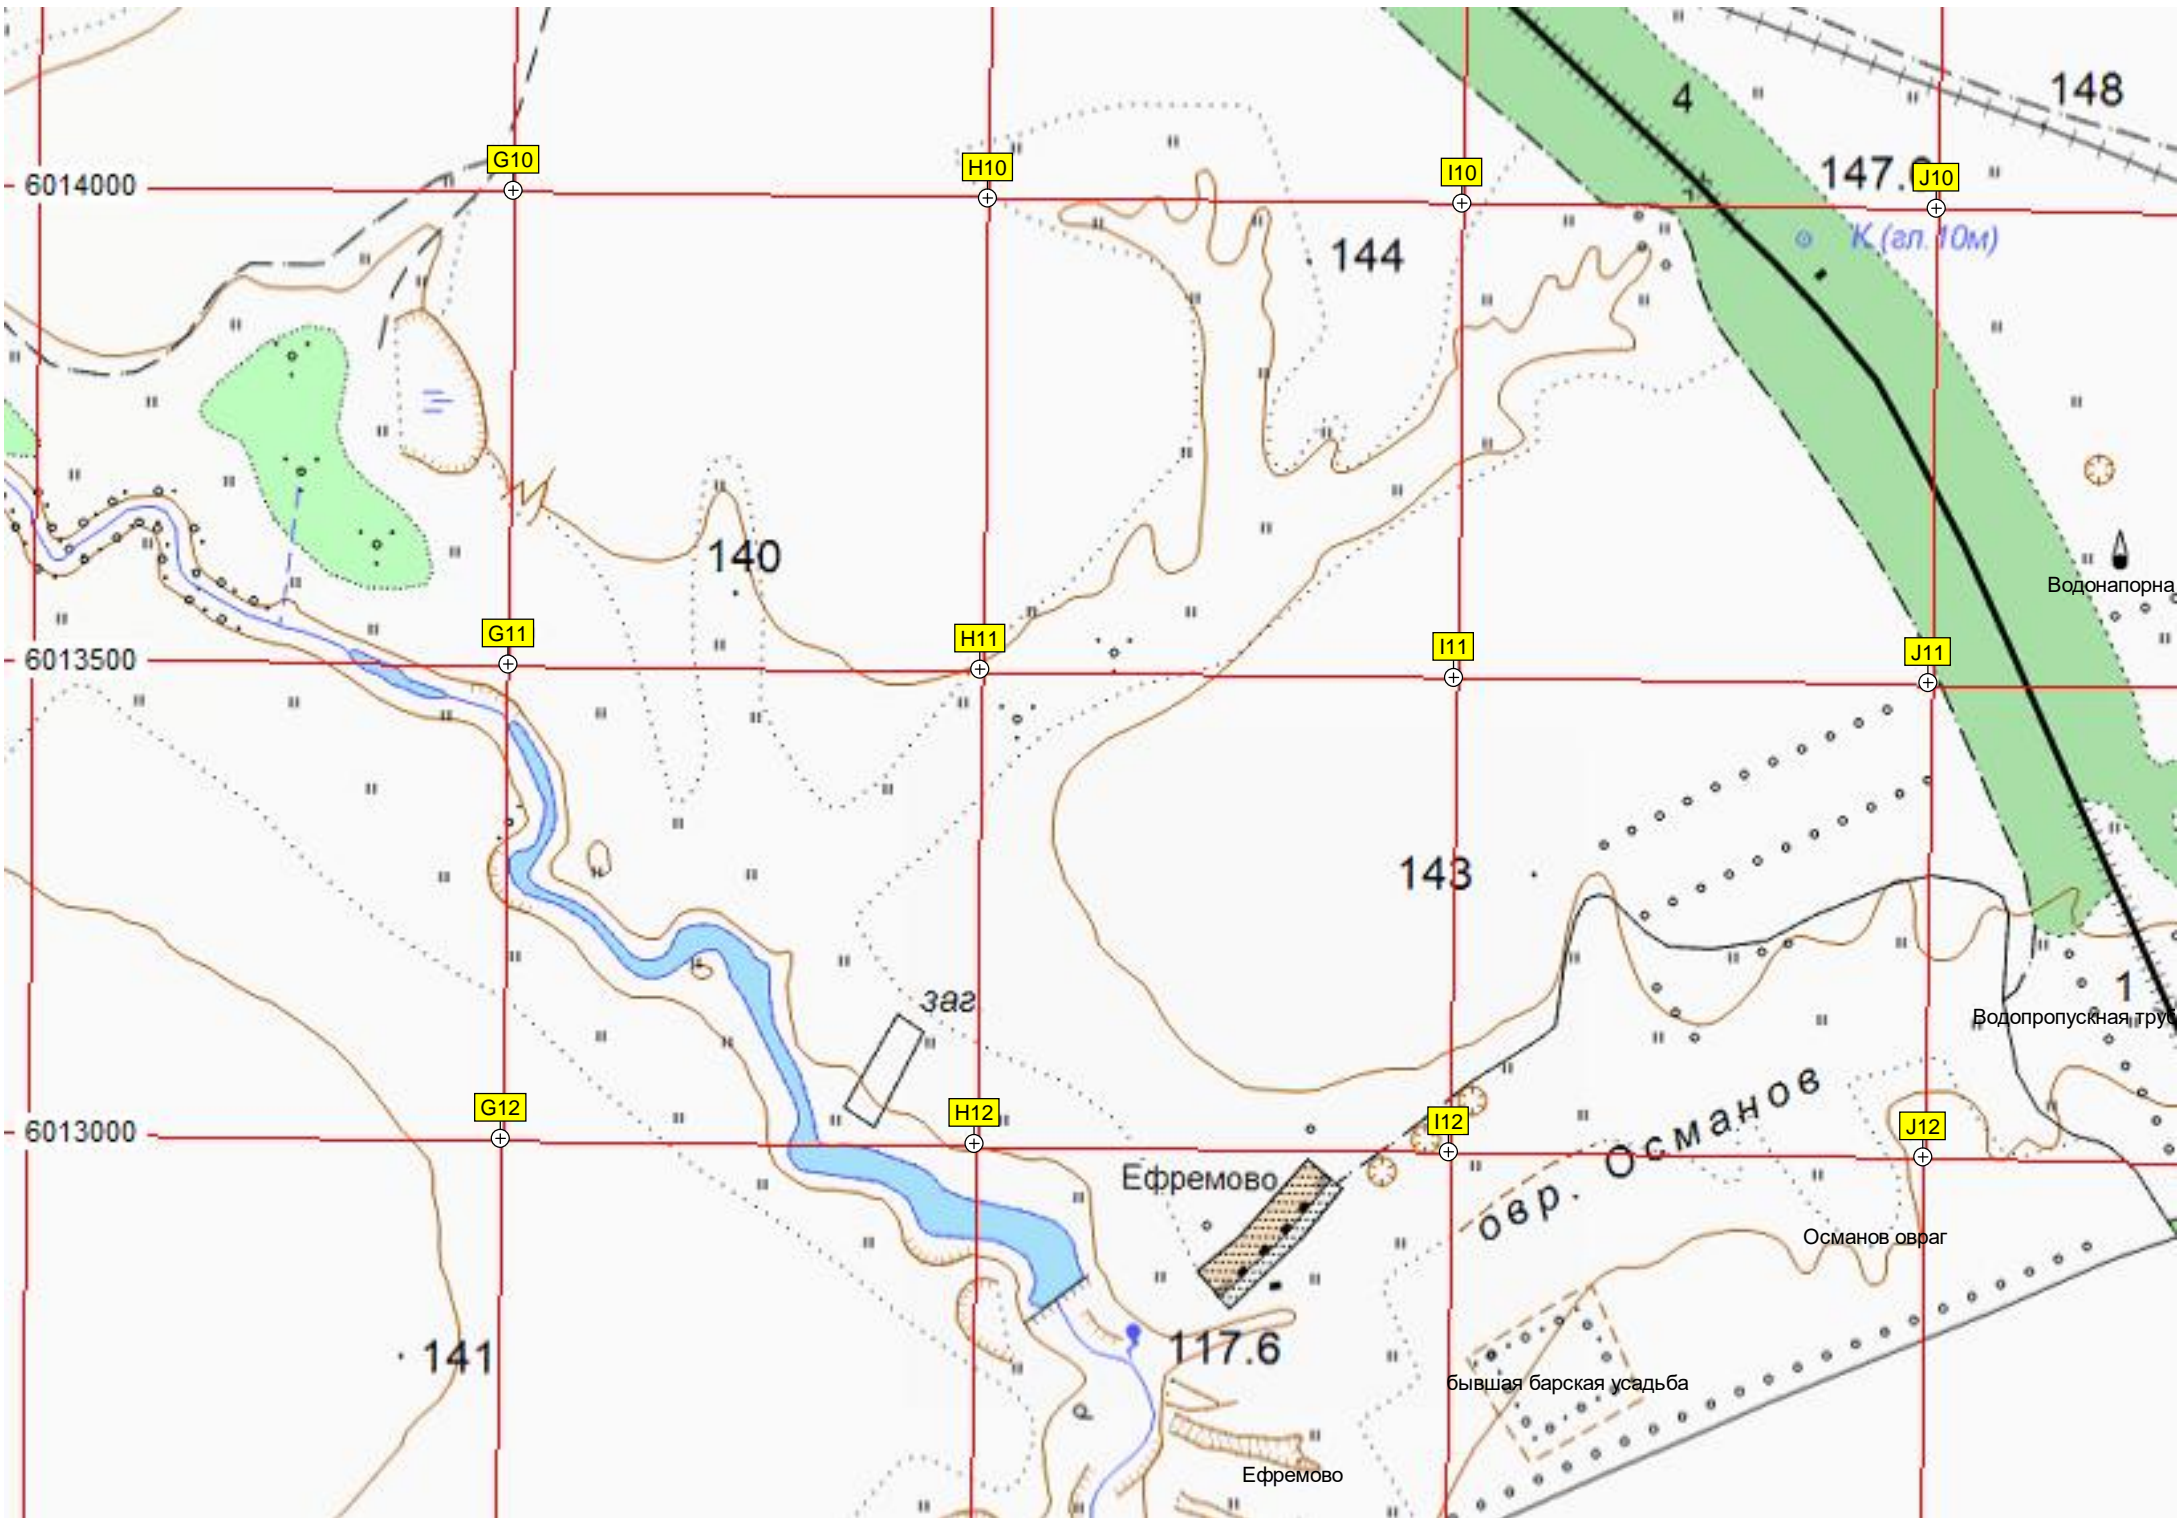 148
4
147.
G10
H10
I10
J10
6014000
К (гл. 10м)
144
140
Водонапорна
G11
H11
I11
J11
6013500
143
заг
1
Водопропускная труб
G12
H12
I12
J12
6013000
овр. Османов
Ефремово
Османов овраг
117.6
141
бывшая барская усадьба
Ефремово